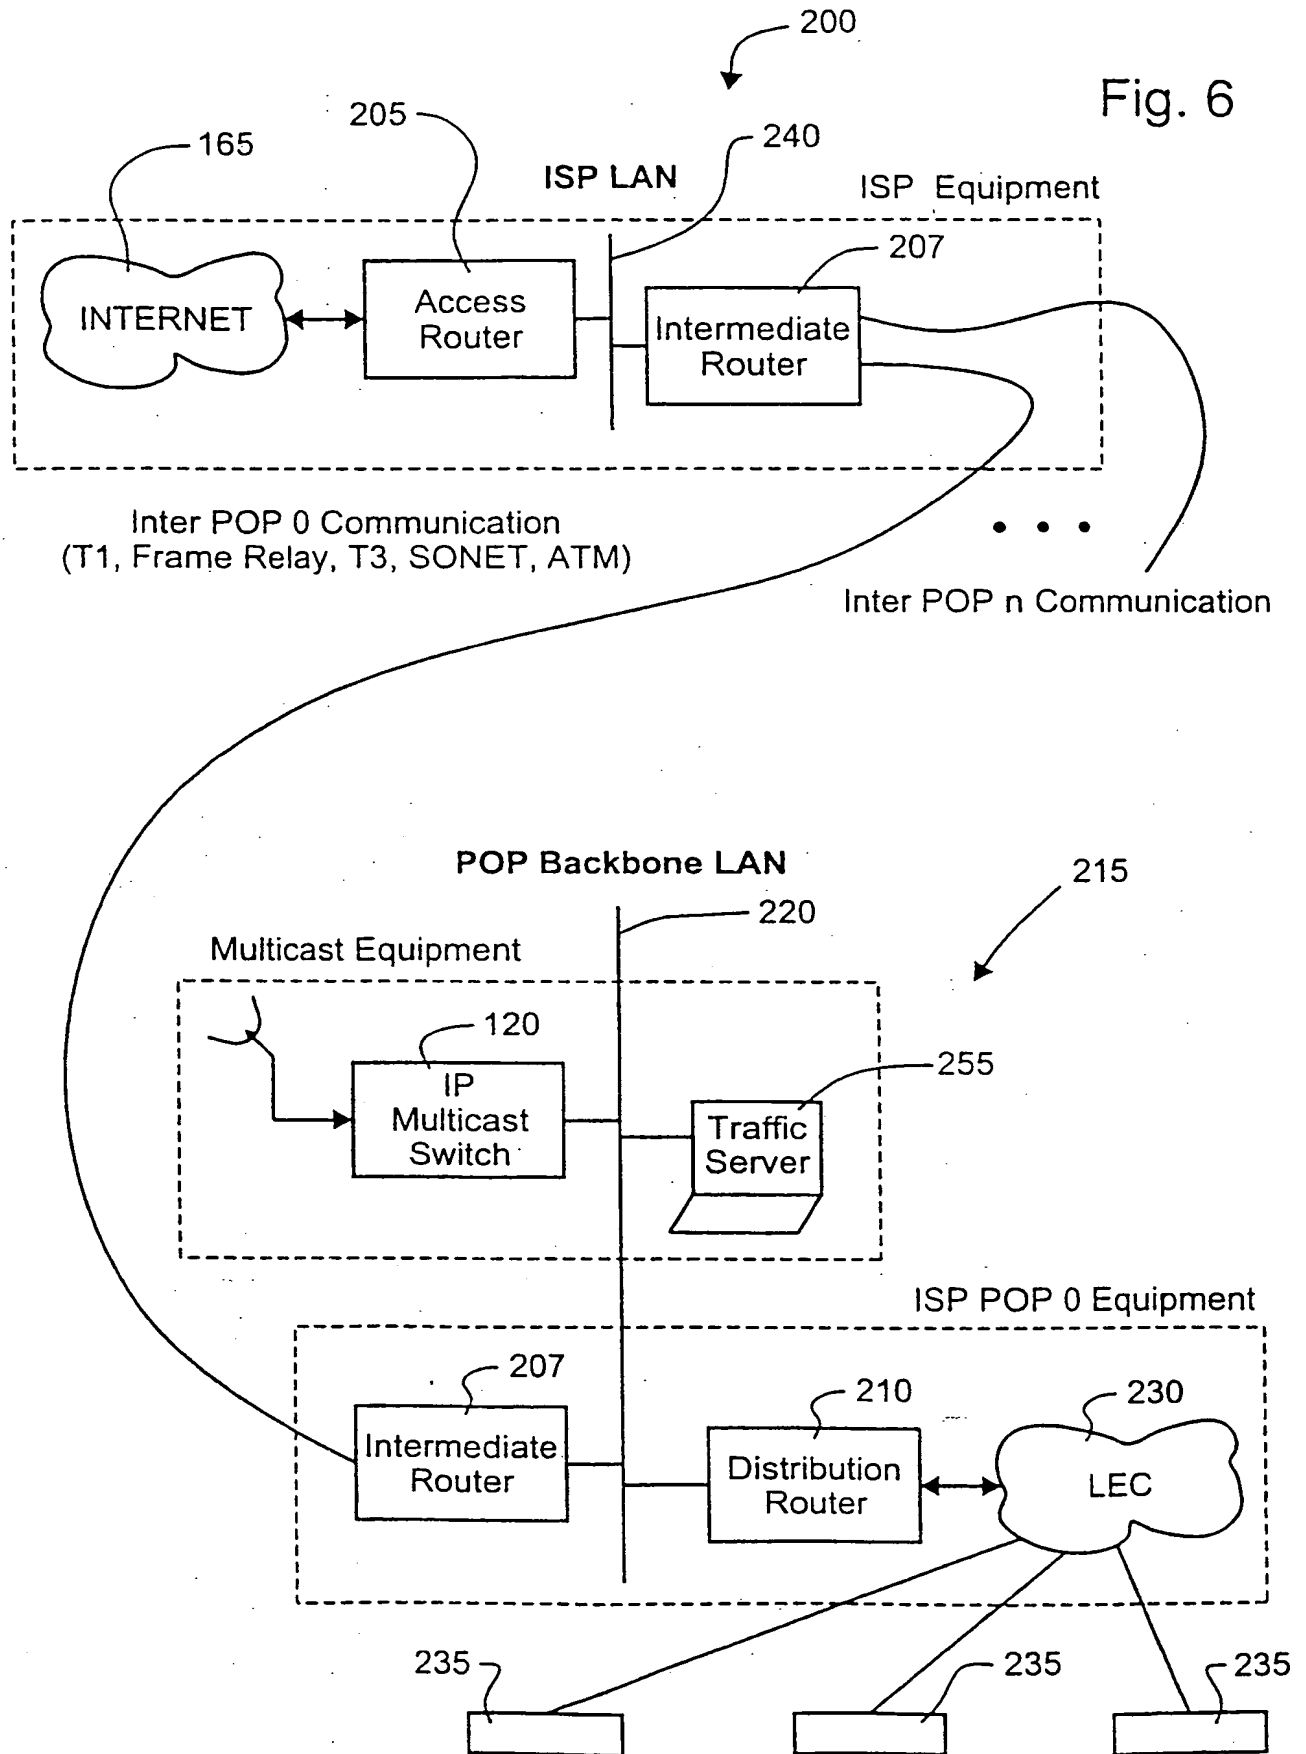 200
Fig. 6
205
240
165
ISP LAN
ISP Equipment
207
INTERNET
Access
Router
Intermediate
Router
Inter POP 0 Communication
(T1, Frame Relay, T3, SONET, ATM)
Inter POP n Communication
POP Backbone LAN
215
220
Multicast Equipment
120
255
IP
Multicast
Switch
Traffic
Server
ISP POP 0 Equipment
207
210
230
Intermediate
Router
Distribution
Router
LEC
235
235
235